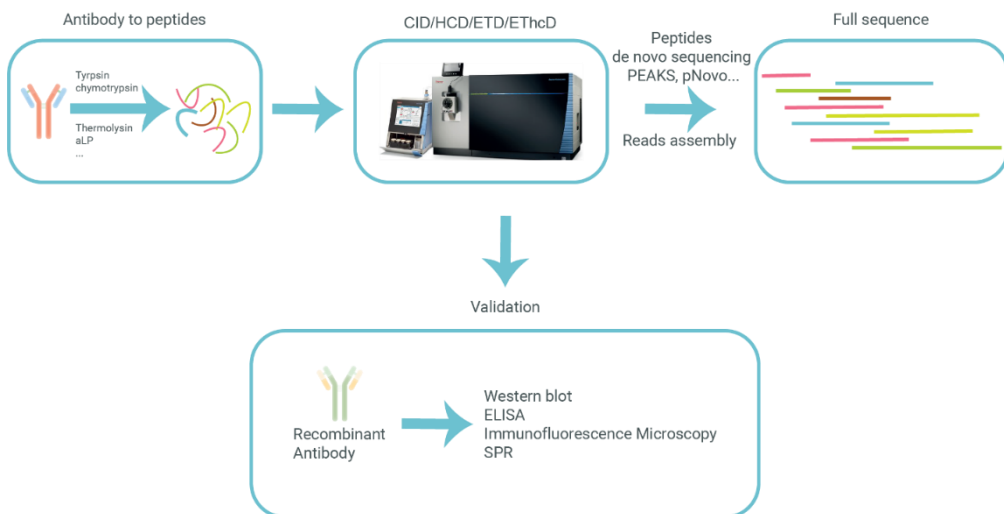 Antibody to peptides
CID/HCD/ETD/EThcD
Full sequence
Tyrpsin
chymotrypsin
Thermolysin
aLP
...
Peptides
de novo sequencing
PEAKS, pNovo...
Reads assembly
Validation
Recombinant
Antibody
Western blot
ELISA
Immunofluorescence Microscopy
SPR